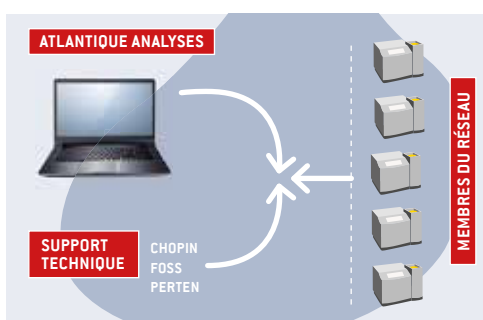 ATLANTIQUE ANALYSES
SUPPORT
TECHNIQUE
CHOPIN
FOSS
PERTEN
MEMBRES DU RÉSEAU